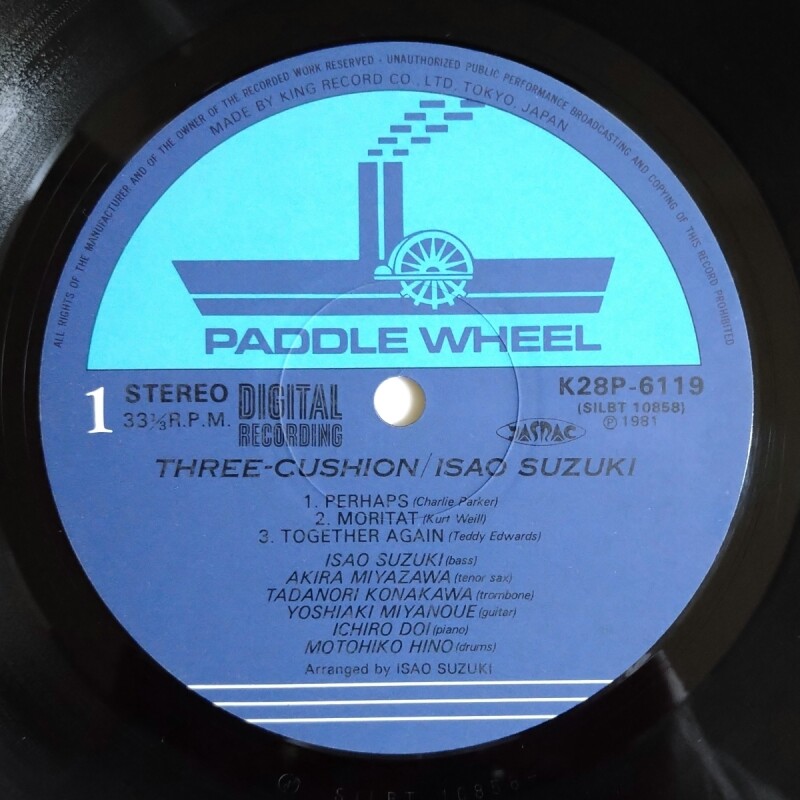 ALL RIGHTS OF THE MANUFACTURER AND OF THE OWNER OF THE RECORDED WORK RESERVED · UNAUTHORIZED PUBLIC PERFORMANCE BROADCASTING AND COPYING OF THIS RECORD PROHIBITED
MADE BY KING RECORD CO., LTD. TOKYO, JAPAN
PADDLE WHEEL
1 STEREO
33⅓ R.P.M.
DIGITAL
RECORDING
K28P-6119
(SILBT 10858)
℗ 1981
JASRAC
THREE-CUSHION/ISAO SUZUKI
1. PERHAPS (Charlie Parker)
2. MORITAT (Kurt Weill)
3. TOGETHER AGAIN (Teddy Edwards)
ISAO SUZUKI (bass)
AKIRA MIYAZAWA (tenor sax)
TADANORI KONAKAWA (trombone)
YOSHIAKI MIYANOUE (guitar)
ICHIRO DOI (piano)
MOTOHIKO HINO (drums)
Arranged by ISAO SUZUKI